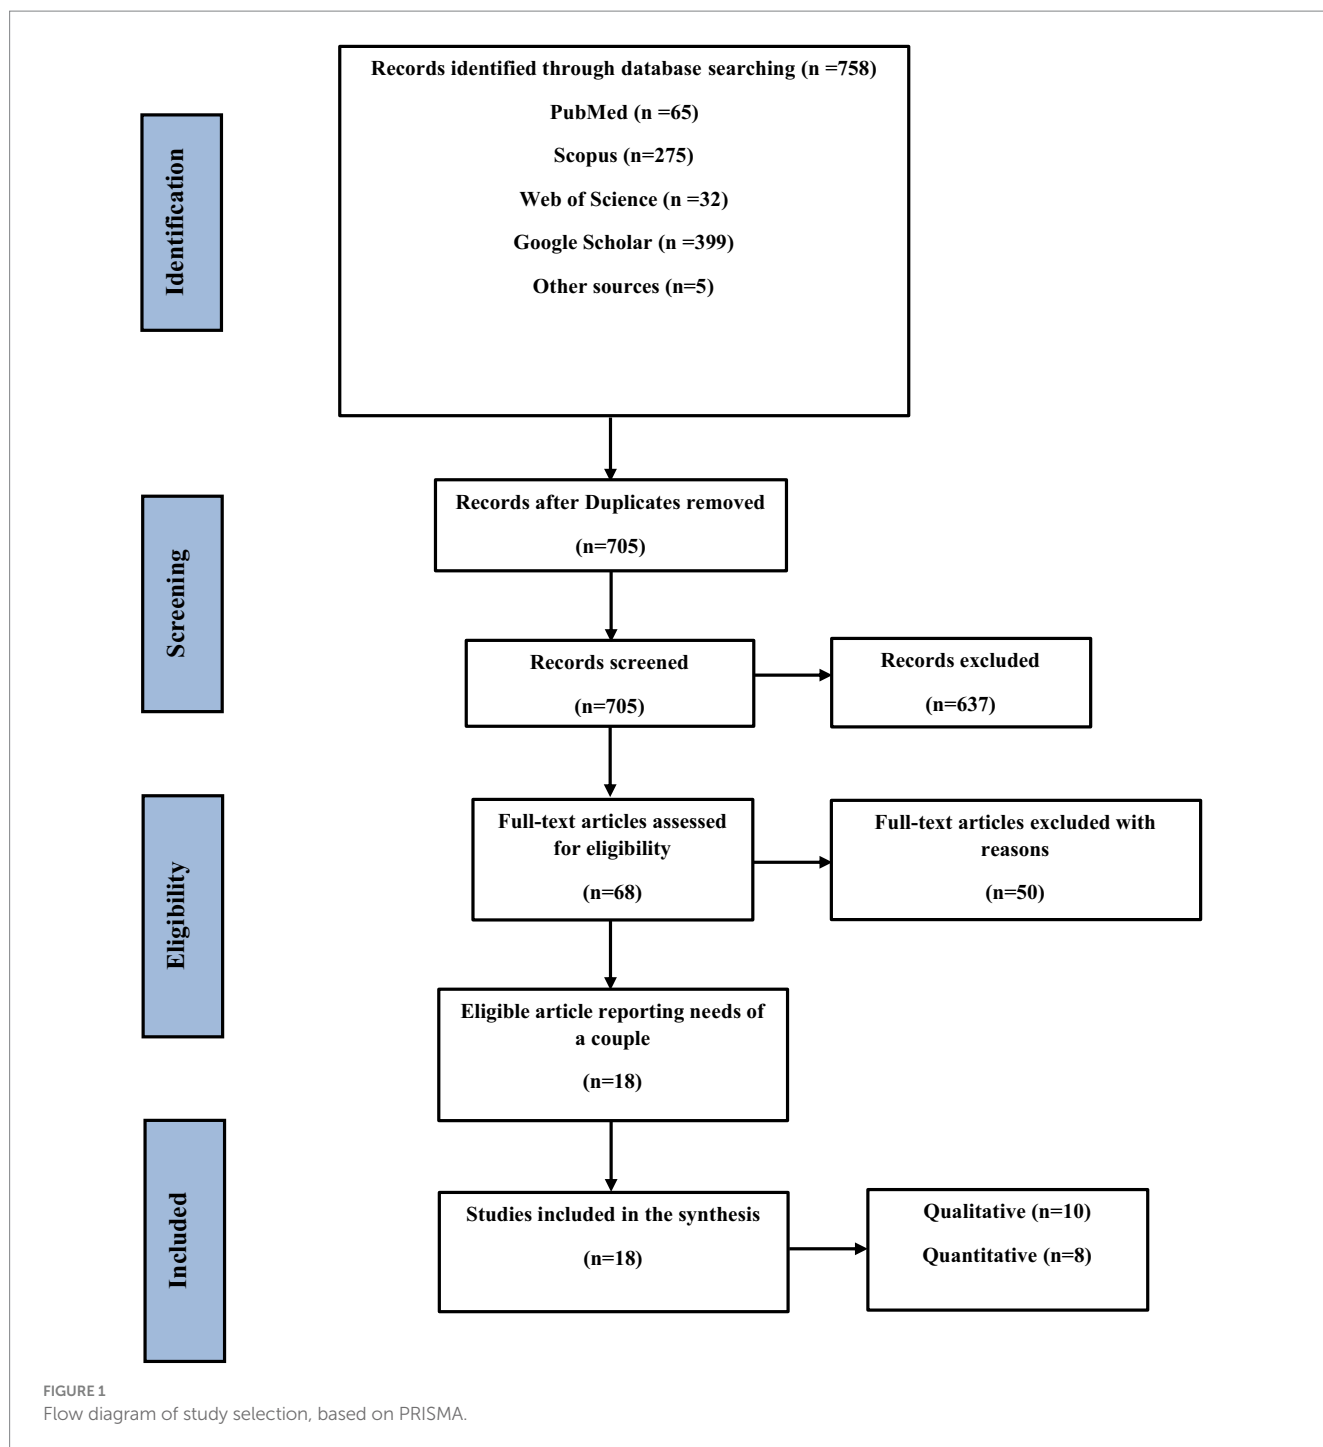 Identification
Records identified through database searching (n =758)
PubMed (n =65)
Scopus (n=275)
Web of Science (n =32)
Google Scholar (n =399)
Other sources (n=5)
Screening
Records after Duplicates removed
(n=705)
Records screened
(n=705)
Records excluded
(n=637)
Eligibility
Full-text articles assessed
for eligibility
(n=68)
Full-text articles excluded with
reasons
(n=50)
Eligible article reporting needs of
a couple
(n=18)
Included
Studies included in the synthesis
(n=18)
Qualitative (n=10)
Quantitative (n=8)
FIGURE 1
Flow diagram of study selection, based on PRISMA.